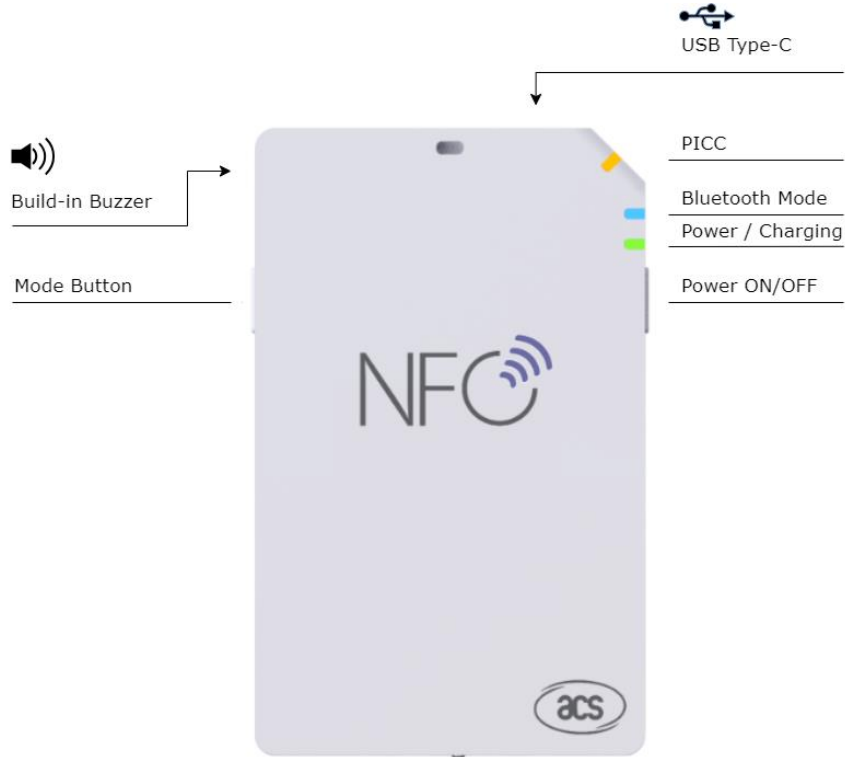 USB Type-C
PICC
Build-in Buzzer
Bluetooth Mode
Power / Charging
Mode Button
Power ON/OFF
NFC
acs